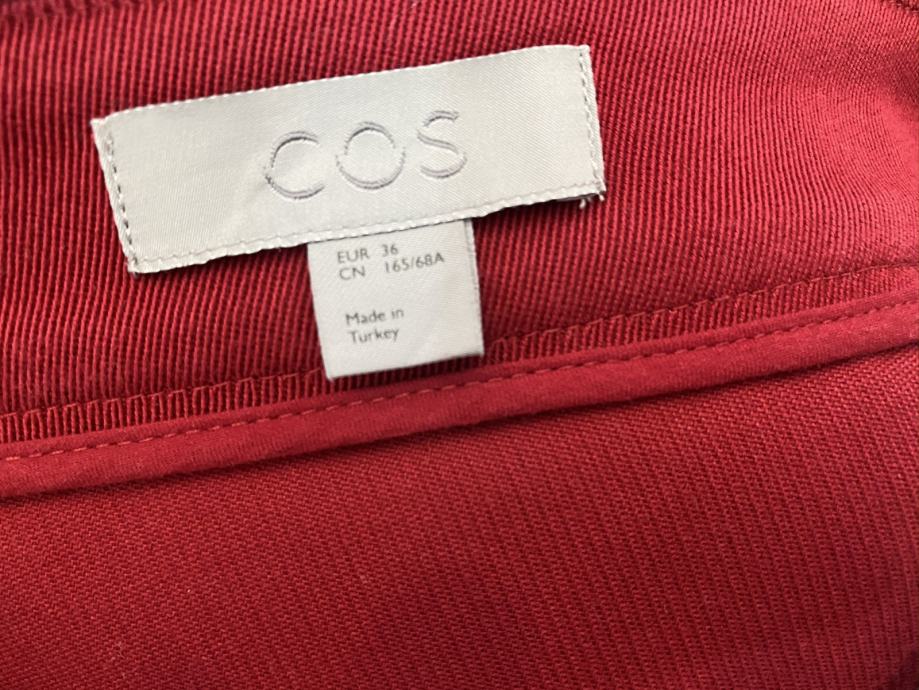 COS
EUR 36
CN 165/68A
Made in
Turkey